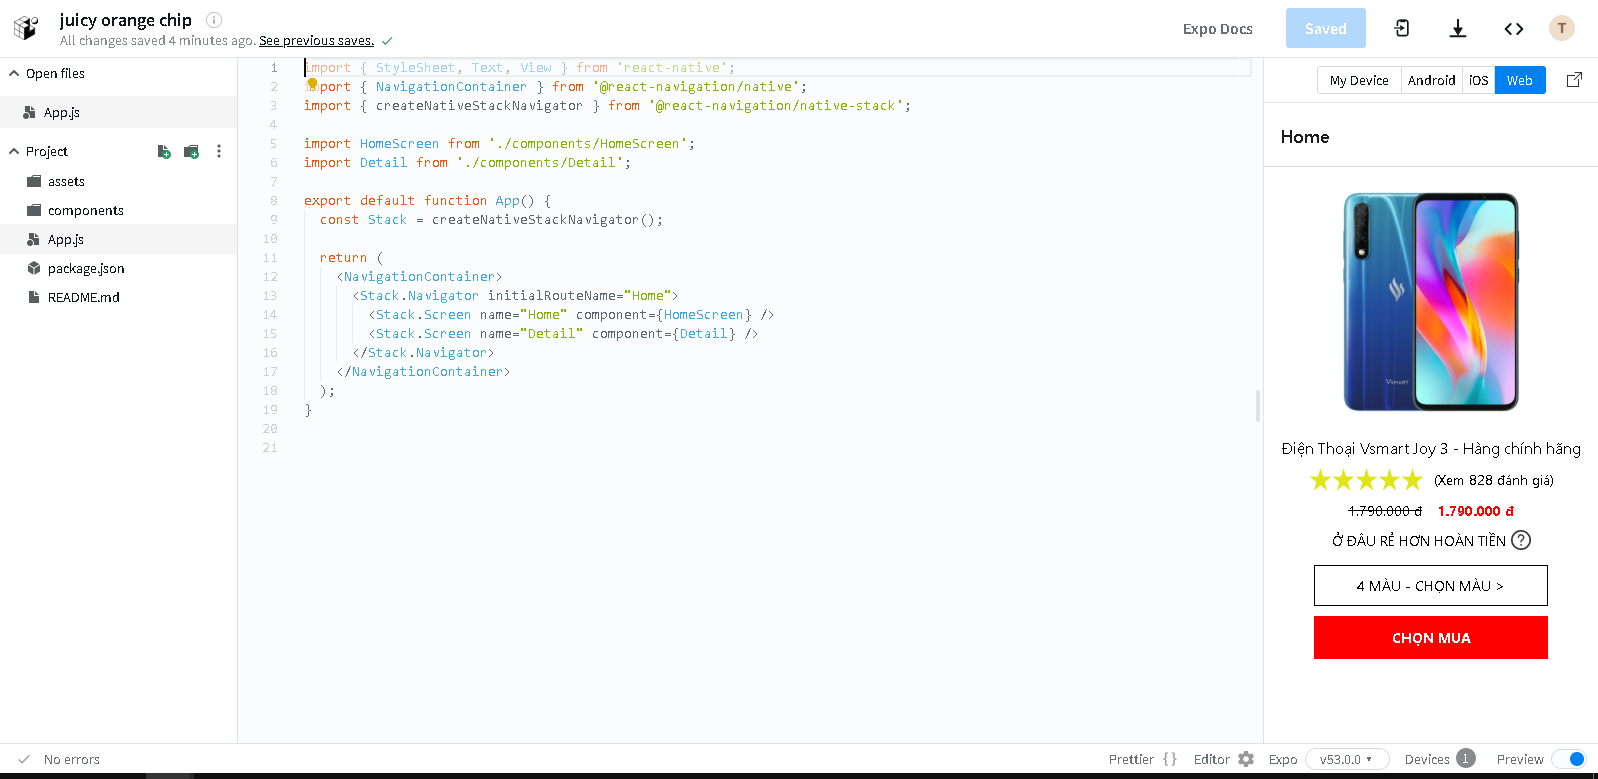 juicy orange chip
All changes saved 4 minutes ago. See previous saves.
Expo Docs
Saved
T
Open files
App.js
Project
assets
components
App.js
package.json
README.md
1 import { StyleSheet, Text, View } from 'react-native';
2 import { NavigationContainer } from '@react-navigation/native';
3 import { createNativeStackNavigator } from '@react-navigation/native-stack';
4
5 import HomeScreen from './components/HomeScreen';
6 import Detail from './components/Detail';
7
8 export default function App() {
9 const Stack = createNativeStackNavigator();
10
11 return (
12 <NavigationContainer>
13 <Stack.Navigator initialRouteName="Home">
14 <Stack.Screen name="Home" component={HomeScreen} />
15 <Stack.Screen name="Detail" component={Detail} />
16 </Stack.Navigator>
17 </NavigationContainer>
18 );
19 }
20
21
My Device Android iOS Web
Home
VSMART
Điện Thoại Vsmart Joy 3 - Hàng chính hãng
(Xem 828 đánh giá)
1.790.000 đ 1.790.000 đ
Ở ĐÂU RẺ HƠN HOÀN TIỀN ?
4 MÀU - CHỌN MÀU >
CHỌN MUA
No errors
Prettier { } Editor Expo v53.0.0 Devices 1 Preview